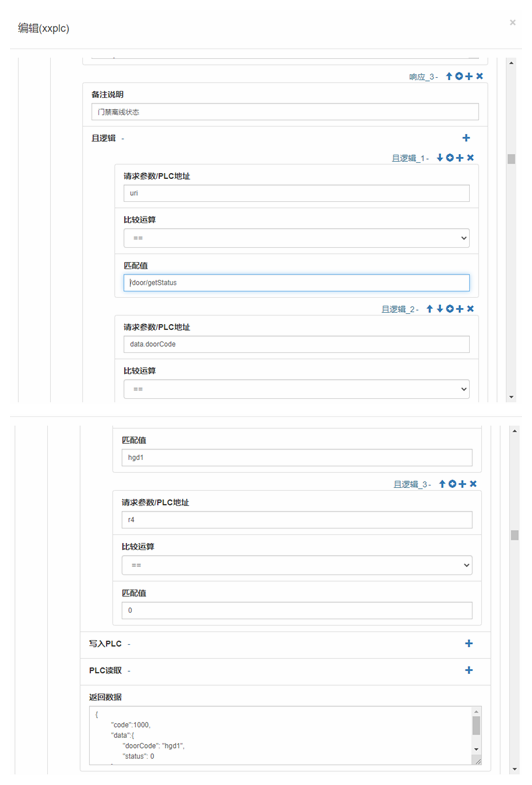 编辑(xxplc)
×
响应_3 -
备注说明
门禁离线状态
且逻辑 -
且逻辑_1 -
请求参数/PLC地址
uri
比较运算
==
匹配值
/door/getStatus
且逻辑_2 -
请求参数/PLC地址
data.doorCode
比较运算
==
匹配值
hgd1
且逻辑_3 -
请求参数/PLC地址
r4
比较运算
==
匹配值
0
写入PLC -
PLC读取 -
返回数据
{
"code":1000,
"data":{
"doorCode": "hgd1",
"status": 0